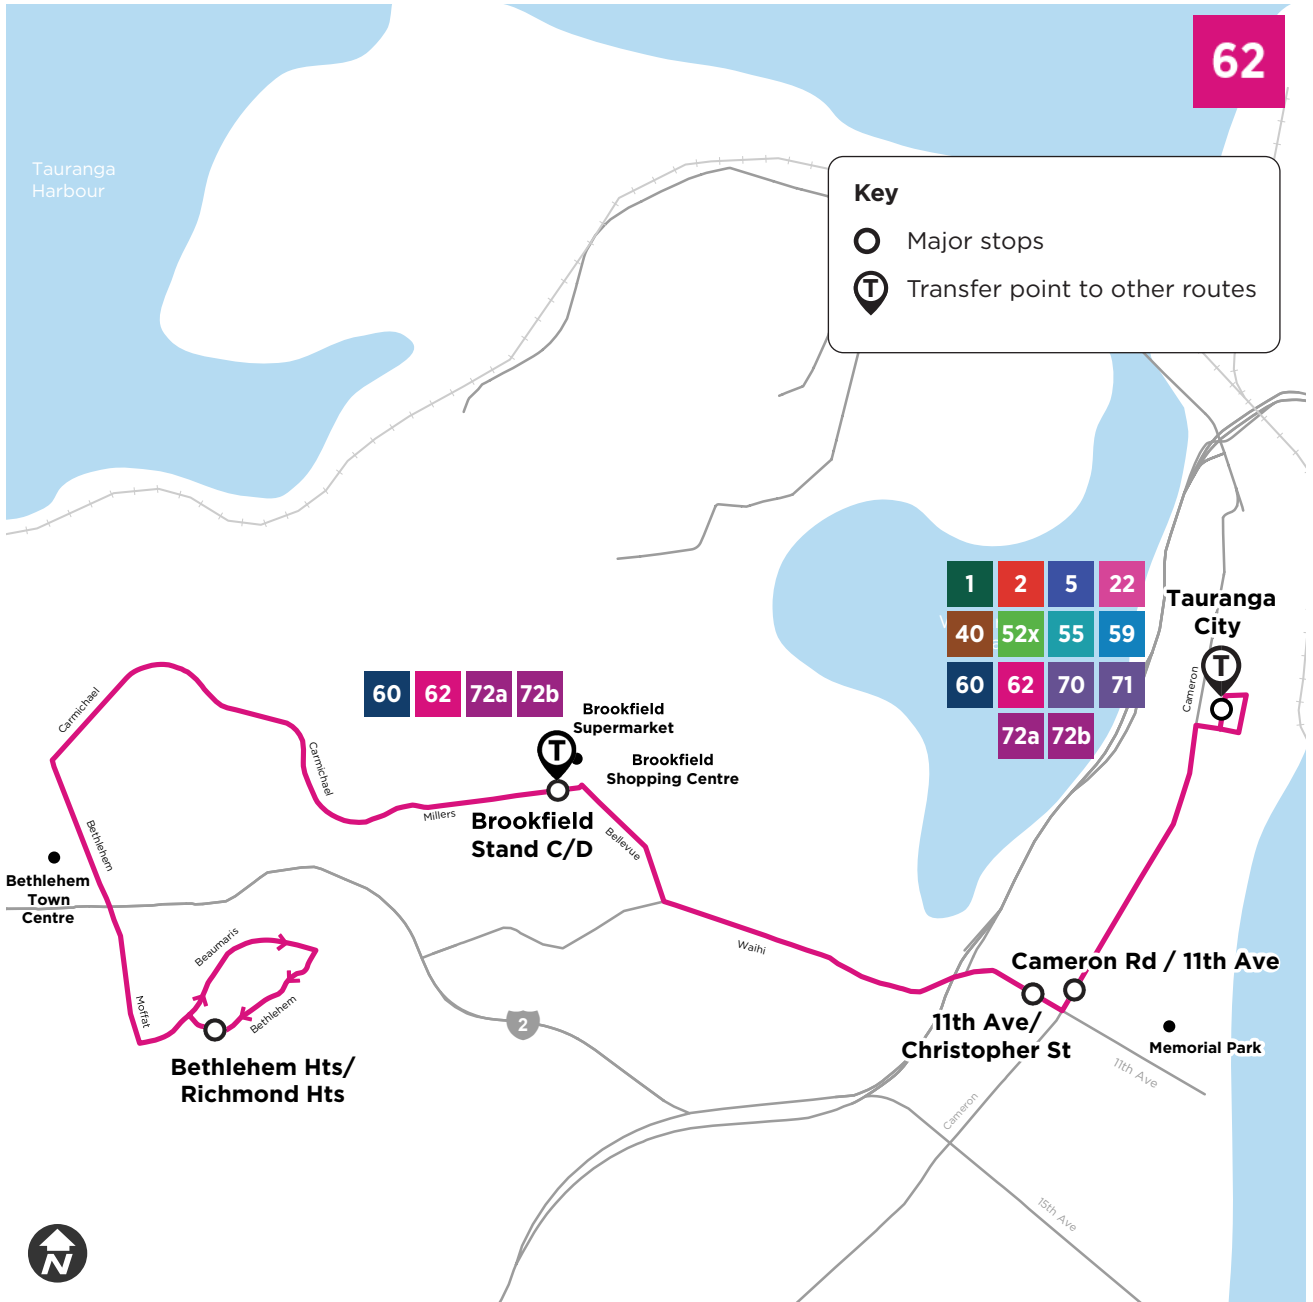 62
Tauranga
Harbour
Key
Major stops
T
Transfer point to other routes
1
2
5
22
40
52x
55
59
60
62
70
71
72a
72b
Tauranga
City
T
Cameron
60
62
72a
72b
Brookfield
Supermarket
T
Brookfield
Shopping Centre
Carmichael
Carmichael
Millers
Brookfield
Stand C/D
Bellevue
Bethlehem
Bethlehem
Town
Centre
Beaumaris
Waihi
Cameron Rd / 11th Ave
Moffat
Bethlehem
11th Ave/
Christopher St
2
Memorial Park
Bethlehem Hts/
Richmond Hts
11th Ave
Cameron
15th Ave
N